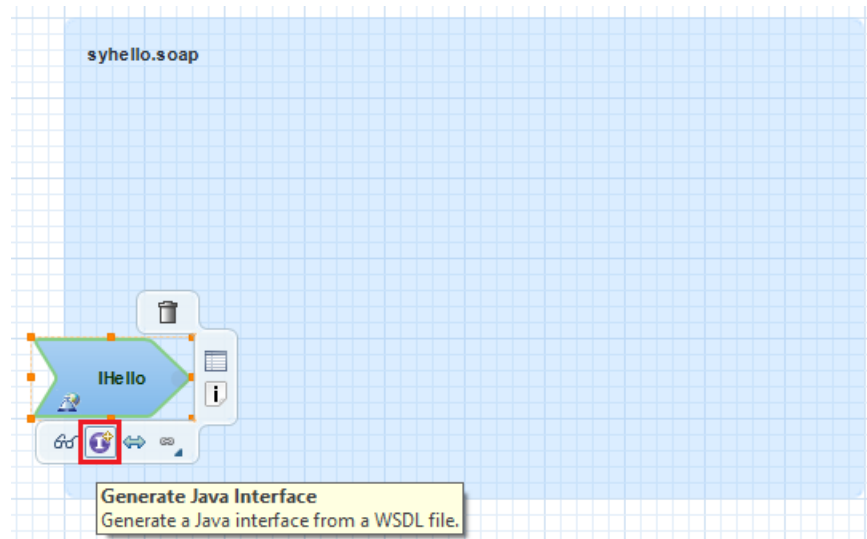 syhello.soap
IHello
Generate Java Interface
Generate a Java interface from a WSDL file.